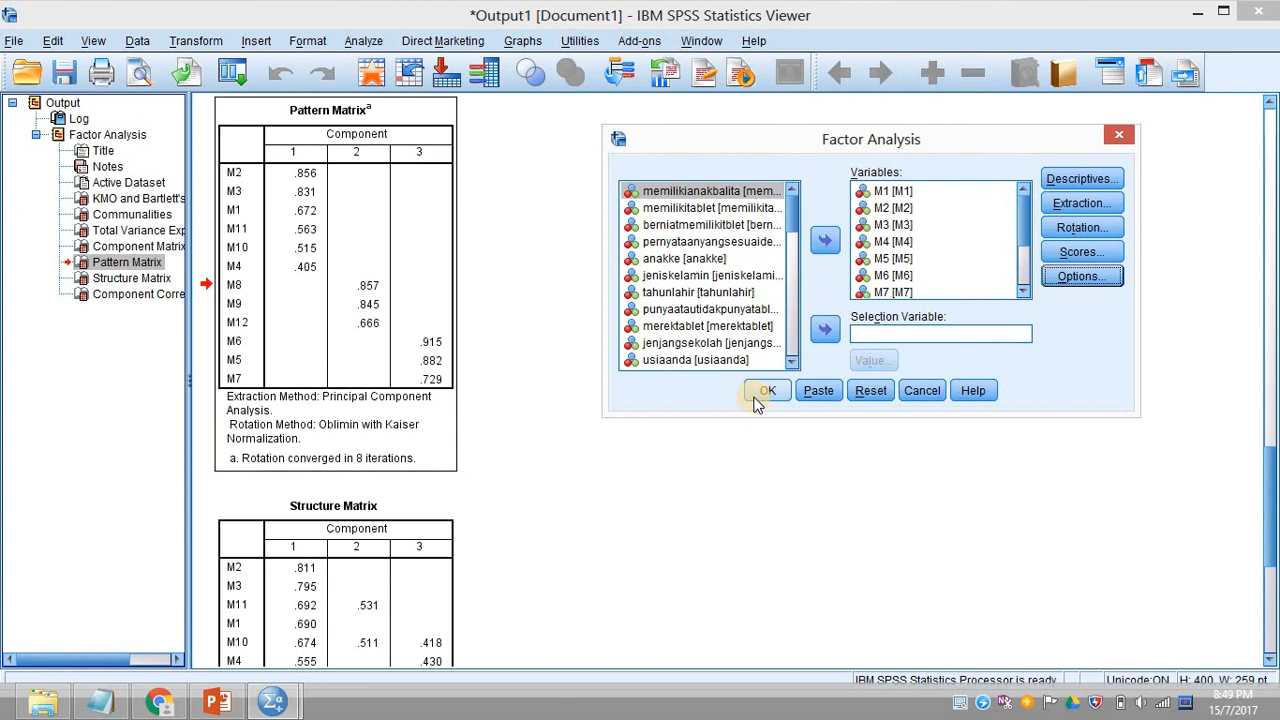 *Output1 [Document1] - IBM SPSS Statistics Viewer
File Edit View Data Transform Insert Format Analyze Direct Marketing Graphs Utilities Add-ons Window Help
Output
Log
Factor Analysis
Title
Notes
Active Dataset
KMO and Bartlett's
Communalities
Total Variance Exp
Component Matrix
Pattern Matrix
Structure Matrix
Component Corre
Pattern Matrixa
Component
1 2 3
M2 .856
M3 .831
M1 .672
M11 .563
M10 .515
M4 .405
M8 .857
M9 .845
M12 .666
M6 .915
M5 .882
M7 .729
Extraction Method: Principal Component
Analysis.
Rotation Method: Oblimin with Kaiser
Normalization.
a. Rotation converged in 8 iterations.
Structure Matrix
Component
1 2 3
M2 .811
M3 .795
M11 .692 .531
M1 .690
M10 .674 .511 .418
M4 .555 .430
Factor Analysis
memilikianakbalita [mem...
memilikitablet [memilikita...
berniatmemilikitblet [bern...
pernyataanyangsesuaide...
anakke [anakke]
jeniskelamin [jeniskelami...
tahunlahir [tahunlahir]
punyaatautidakpunyatabl...
merektablet [merektablet]
jenjangsekolah [jenjangs...
usiaanda [usiaanda]
Variables:
M1 [M1]
M2 [M2]
M3 [M3]
M4 [M4]
M5 [M5]
M6 [M6]
M7 [M7]
Selection Variable:
Value...
Descriptives...
Extraction...
Rotation...
Scores...
Options...
OK Paste Reset Cancel Help
IBM SPSS Statistics Processor is ready Unicode:ON H: 400, W: 259 pt
8:49 PM
15/7/2017